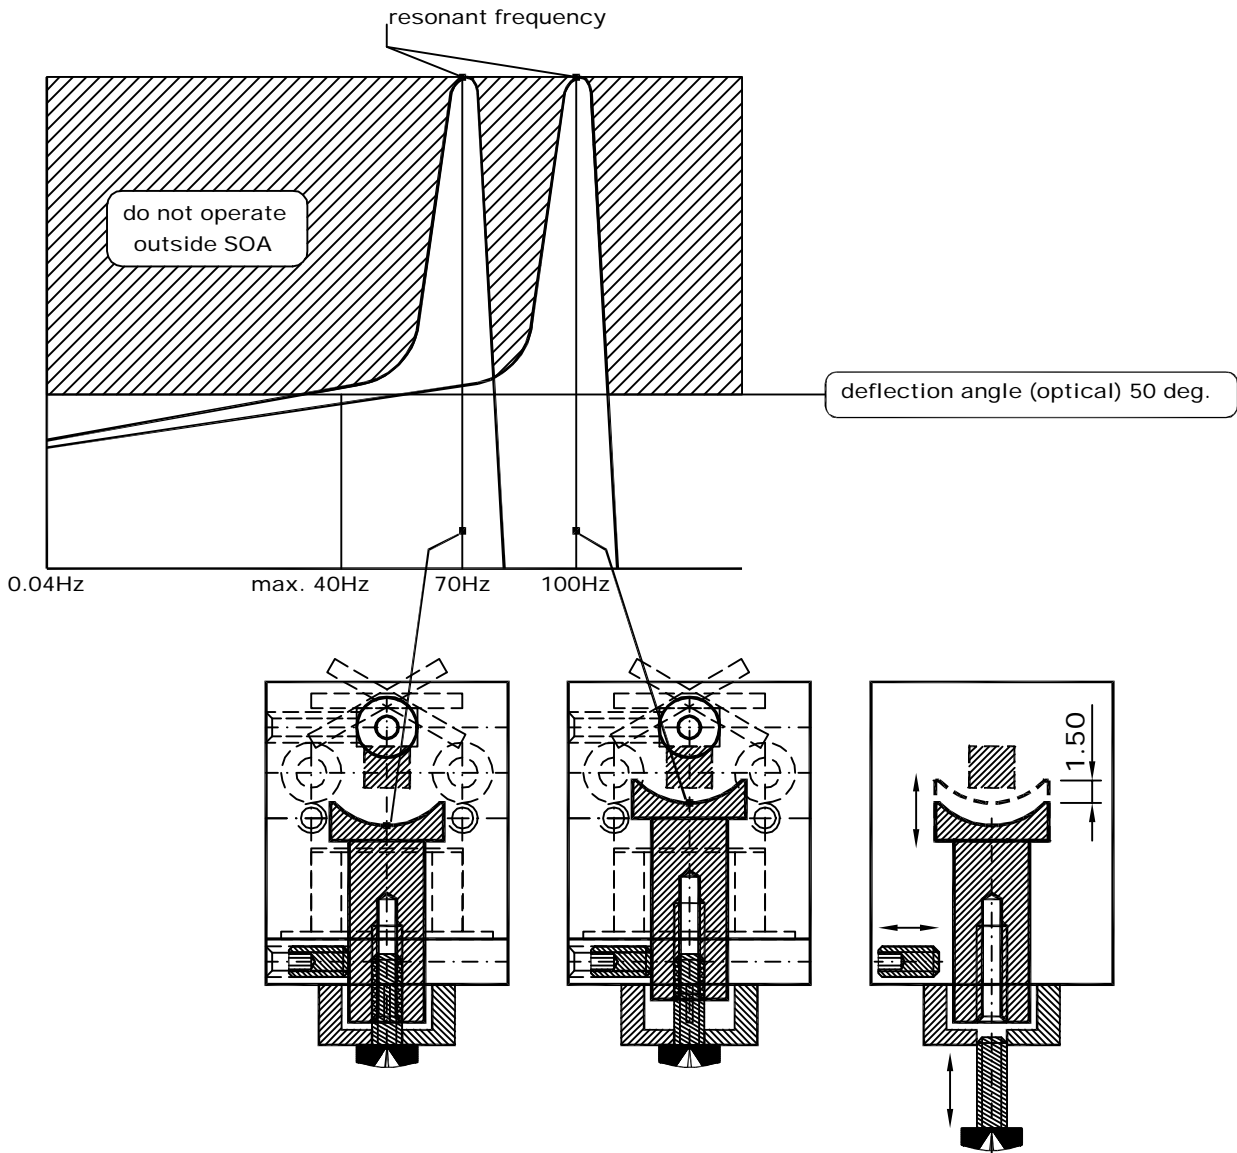 resonant frequency
do not operate
outside SOA
deflection angle (optical) 50 deg.
0.04Hz
max. 40Hz
70Hz
100Hz
1.50